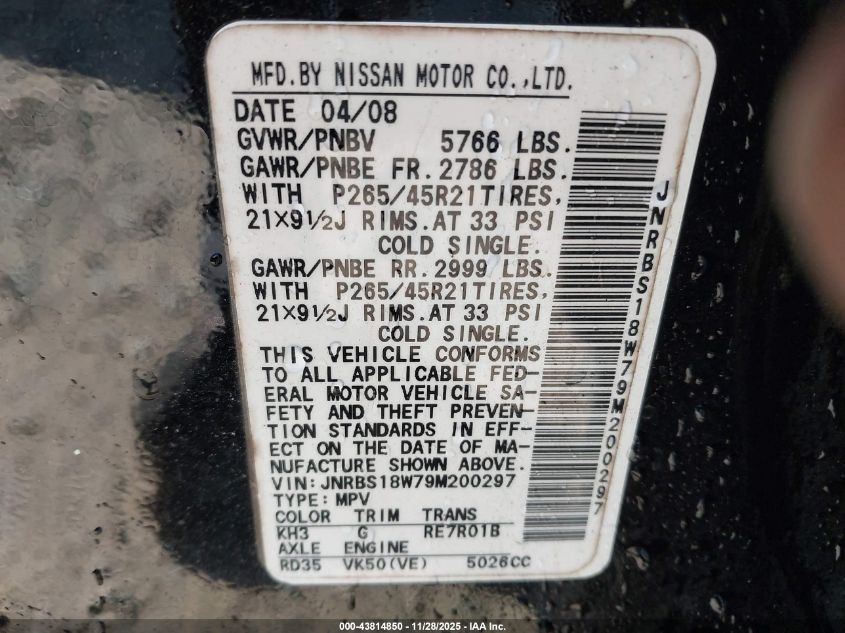 MFD.BY NISSAN MOTOR CO.,LTD.
DATE 04/08
GVWR/PNBV 5766 LBS.
GAWR/PNBE FR.2786 LBS.
WITH P265/45R21TIRES,
21×9½J RIMS.AT 33 PSI
COLD SINGLE.
GAWR/PNBE RR.2999 LBS.
WITH P265/45R21TIRES,
21×9½J RIMS.AT 33 PSI
COLD SINGLE.
THIS VEHICLE CONFORMS
TO ALL APPLICABLE FED-
ERAL MOTOR VEHICLE SA-
FETY AND THEFT PREVEN-
TION STANDARDS IN EFF-
ECT ON THE DATE OF MA-
NUFACTURE SHOWN ABOVE.
VIN:JNRBS18W79M200297
TYPE:MPV
COLOR TRIM TRANS
KH3 G RE7R01B
AXLE ENGINE
RD35 VK50(VE) 5026CC
JNRBS18W79M200297
000-43814850 — 11/28/2025 - IAA Inc.